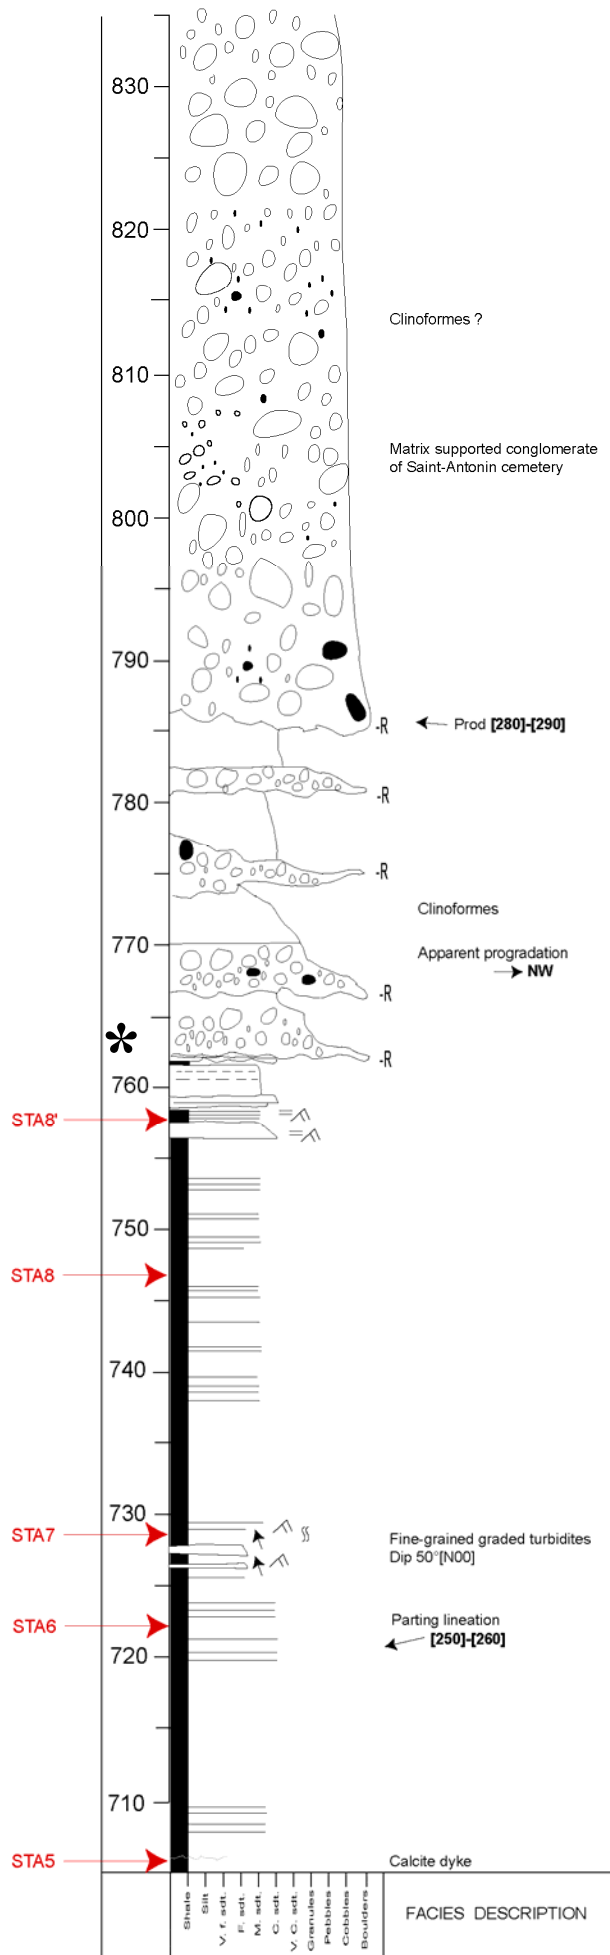 830
820
Clinoformes ?
810
Matrix supported conglomerate
of Saint-Antonin cemetery
800
790
-R
Prod [280]-[290]
780
-R
-R
Clinoformes
770
Apparent progradation
NW
-R
*
-R
760
STA8'
750
STA8
740
730
STA7
Fine-grained graded turbidites
Dip 50°[N00]
STA6
Parting lineation
[250]-[260]
720
710
STA5
Calcite dyke
Shale
Silt
V. f. sdt.
F. sdt.
M. sdt.
C. sdt.
V. C. sdt.
Granules
Pebbles
Cobbles
Boulders
FACIES DESCRIPTION